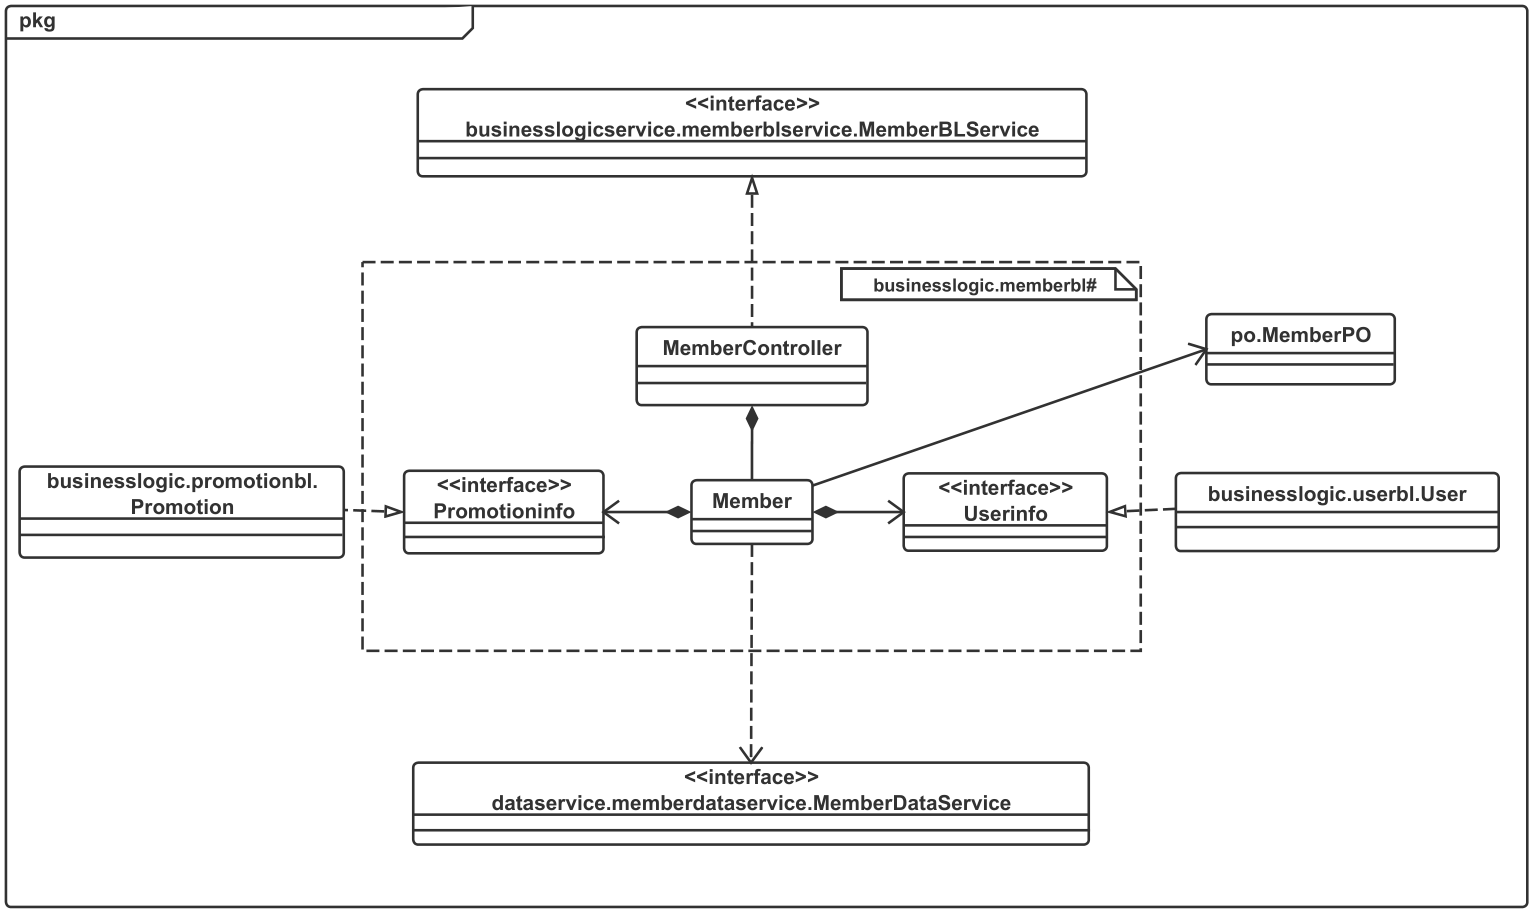 pkg
<<interface>>
businesslogicservice.memberblservice.MemberBLService
businesslogic.memberbl#
MemberController
po.MemberPO
businesslogic.promotionbl.
Promotion
<<interface>>
Promotioninfo
Member
<<interface>>
Userinfo
businesslogic.userbl.User
<<interface>>
dataservice.memberdataservice.MemberDataService